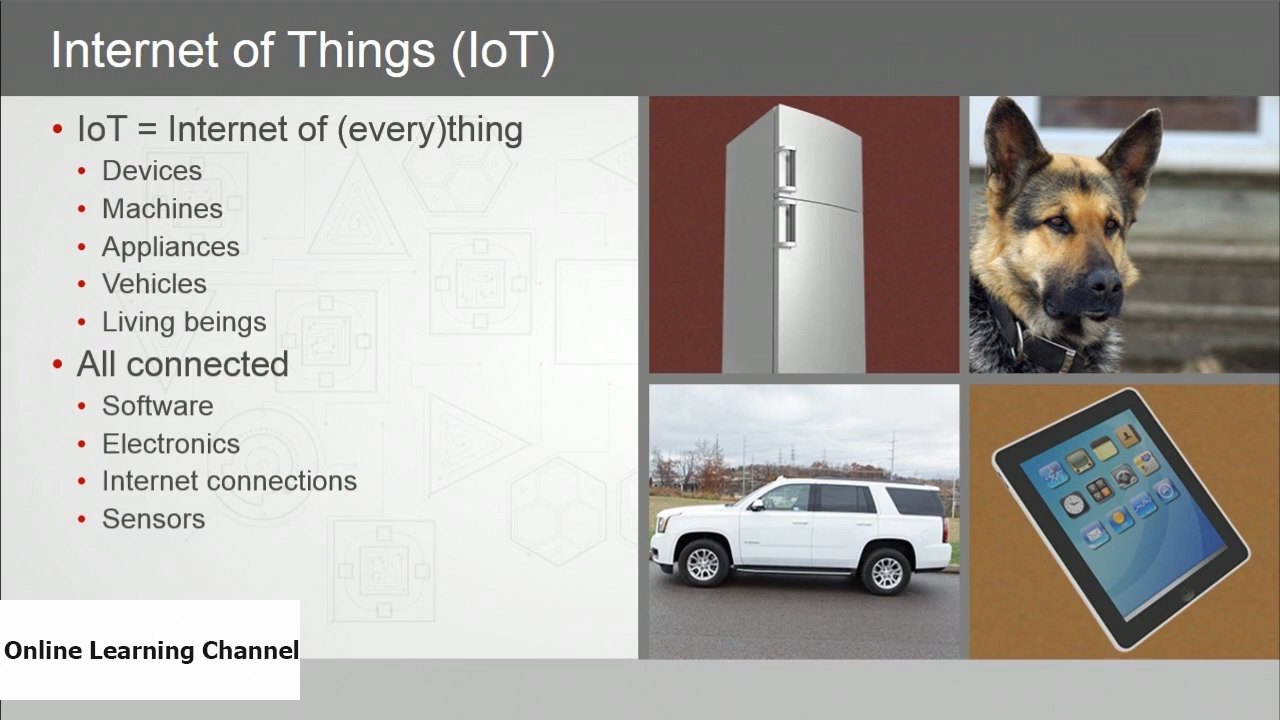 Internet of Things (IoT)
• IoT = Internet of (every)thing
• Devices
• Machines
• Appliances
• Vehicles
• Living beings
• All connected
• Software
• Electronics
• Internet connections
• Sensors
Online Learning Channel